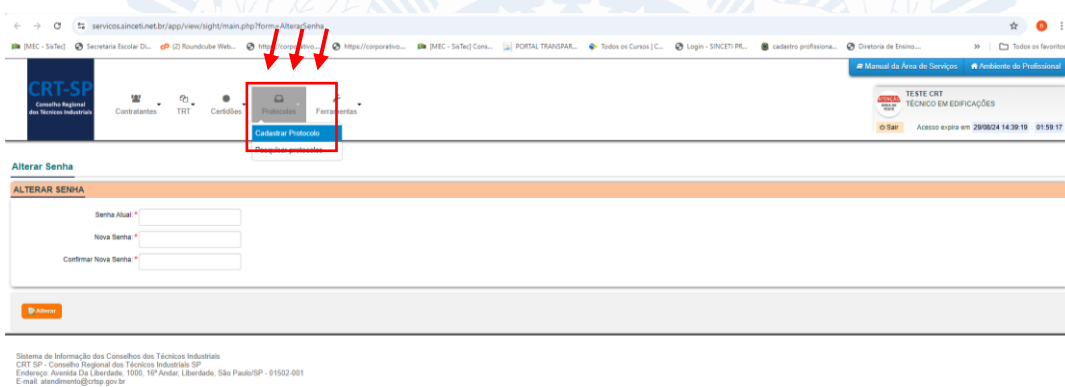 servicos.sinceti.net.br/app/view/sight/main.php?form=AlterarSenha
[MEC - SisTec] Secretaria Escolar Di... (2) Roundcube Web... https://corporativo... https://corporativo... [MEC - SisTec] Cons... PORTAL TRANSPAR... Todos os Cursos | C... Login - SINCETI PR... cadastro profissiona... Diretoria de Ensino... » Todos os favoritos
Manual da Área de Serviços Ambiente do Profissional
CRT-SP
Conselho Regional
dos Técnicos Industriais
Contratantes TRT Certidões Protocolos Ferramentas
Cadastrar Protocolo
Pesquisar protocolos
TESTE CRT
TÉCNICO EM EDIFICAÇÕES
Sair Acesso expira em 29/08/24 14:39:19 01:59:17
Alterar Senha
ALTERAR SENHA
Senha Atual: *
Nova Senha: *
Confirmar Nova Senha: *
Alterar
Sistema de Informação dos Conselhos dos Técnicos Industriais
CRT SP - Conselho Regional dos Técnicos Industriais SP
Endereço: Avenida Da Liberdade, 1000, 16º Andar, Liberdade, São Paulo/SP - 01502-001
E-mail: atendimento@crtsp.gov.br